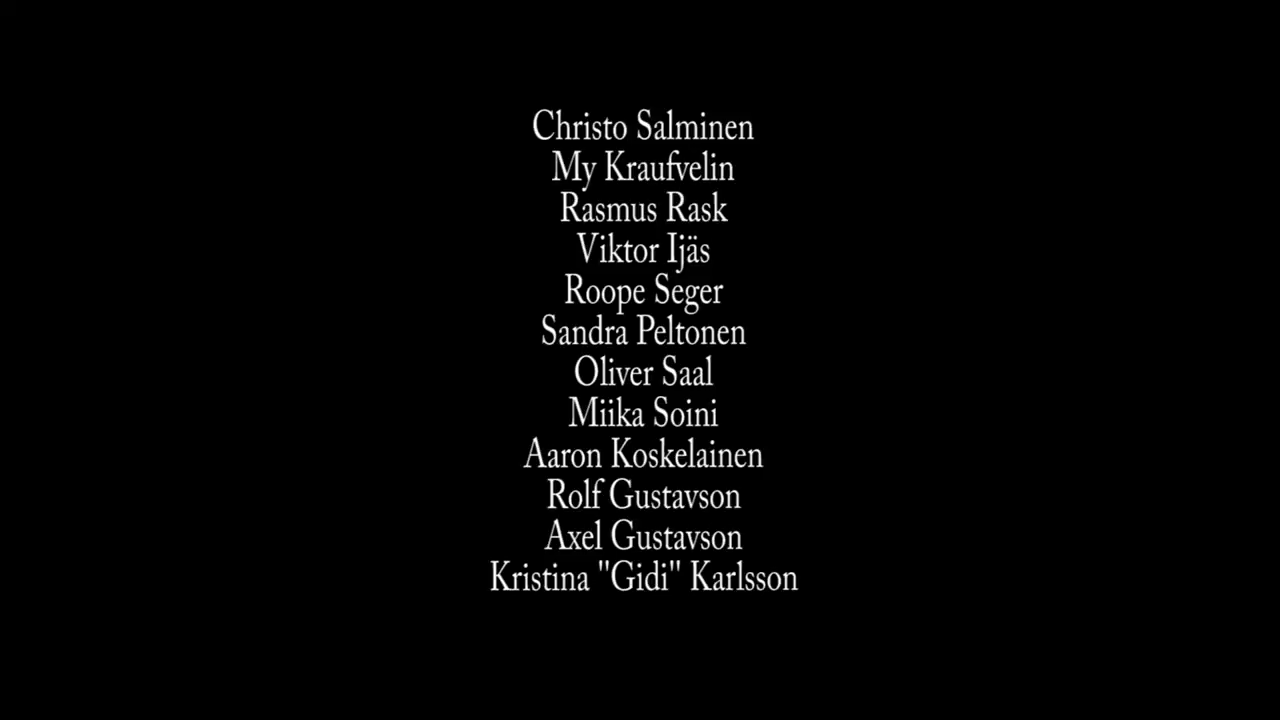 Christo Salminen
My Kraufvelin
Rasmus Rask
Viktor Ijäs
Roope Seger
Sandra Peltonen
Oliver Saal
Miika Soini
Aaron Koskelainen
Rolf Gustavson
Axel Gustavson
Kristina "Gidi" Karlsson